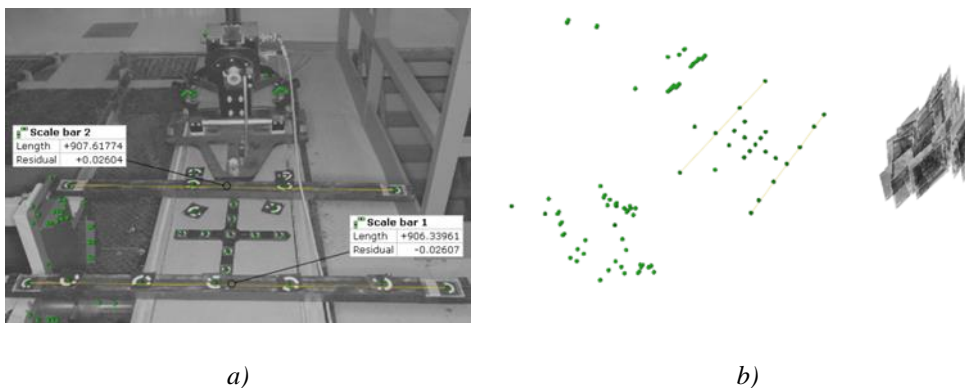 Scale bar 2
Length +907.61774
Residual +0.02604
Scale bar 1
Length +906.33961
Residual -0.02607
a) b)